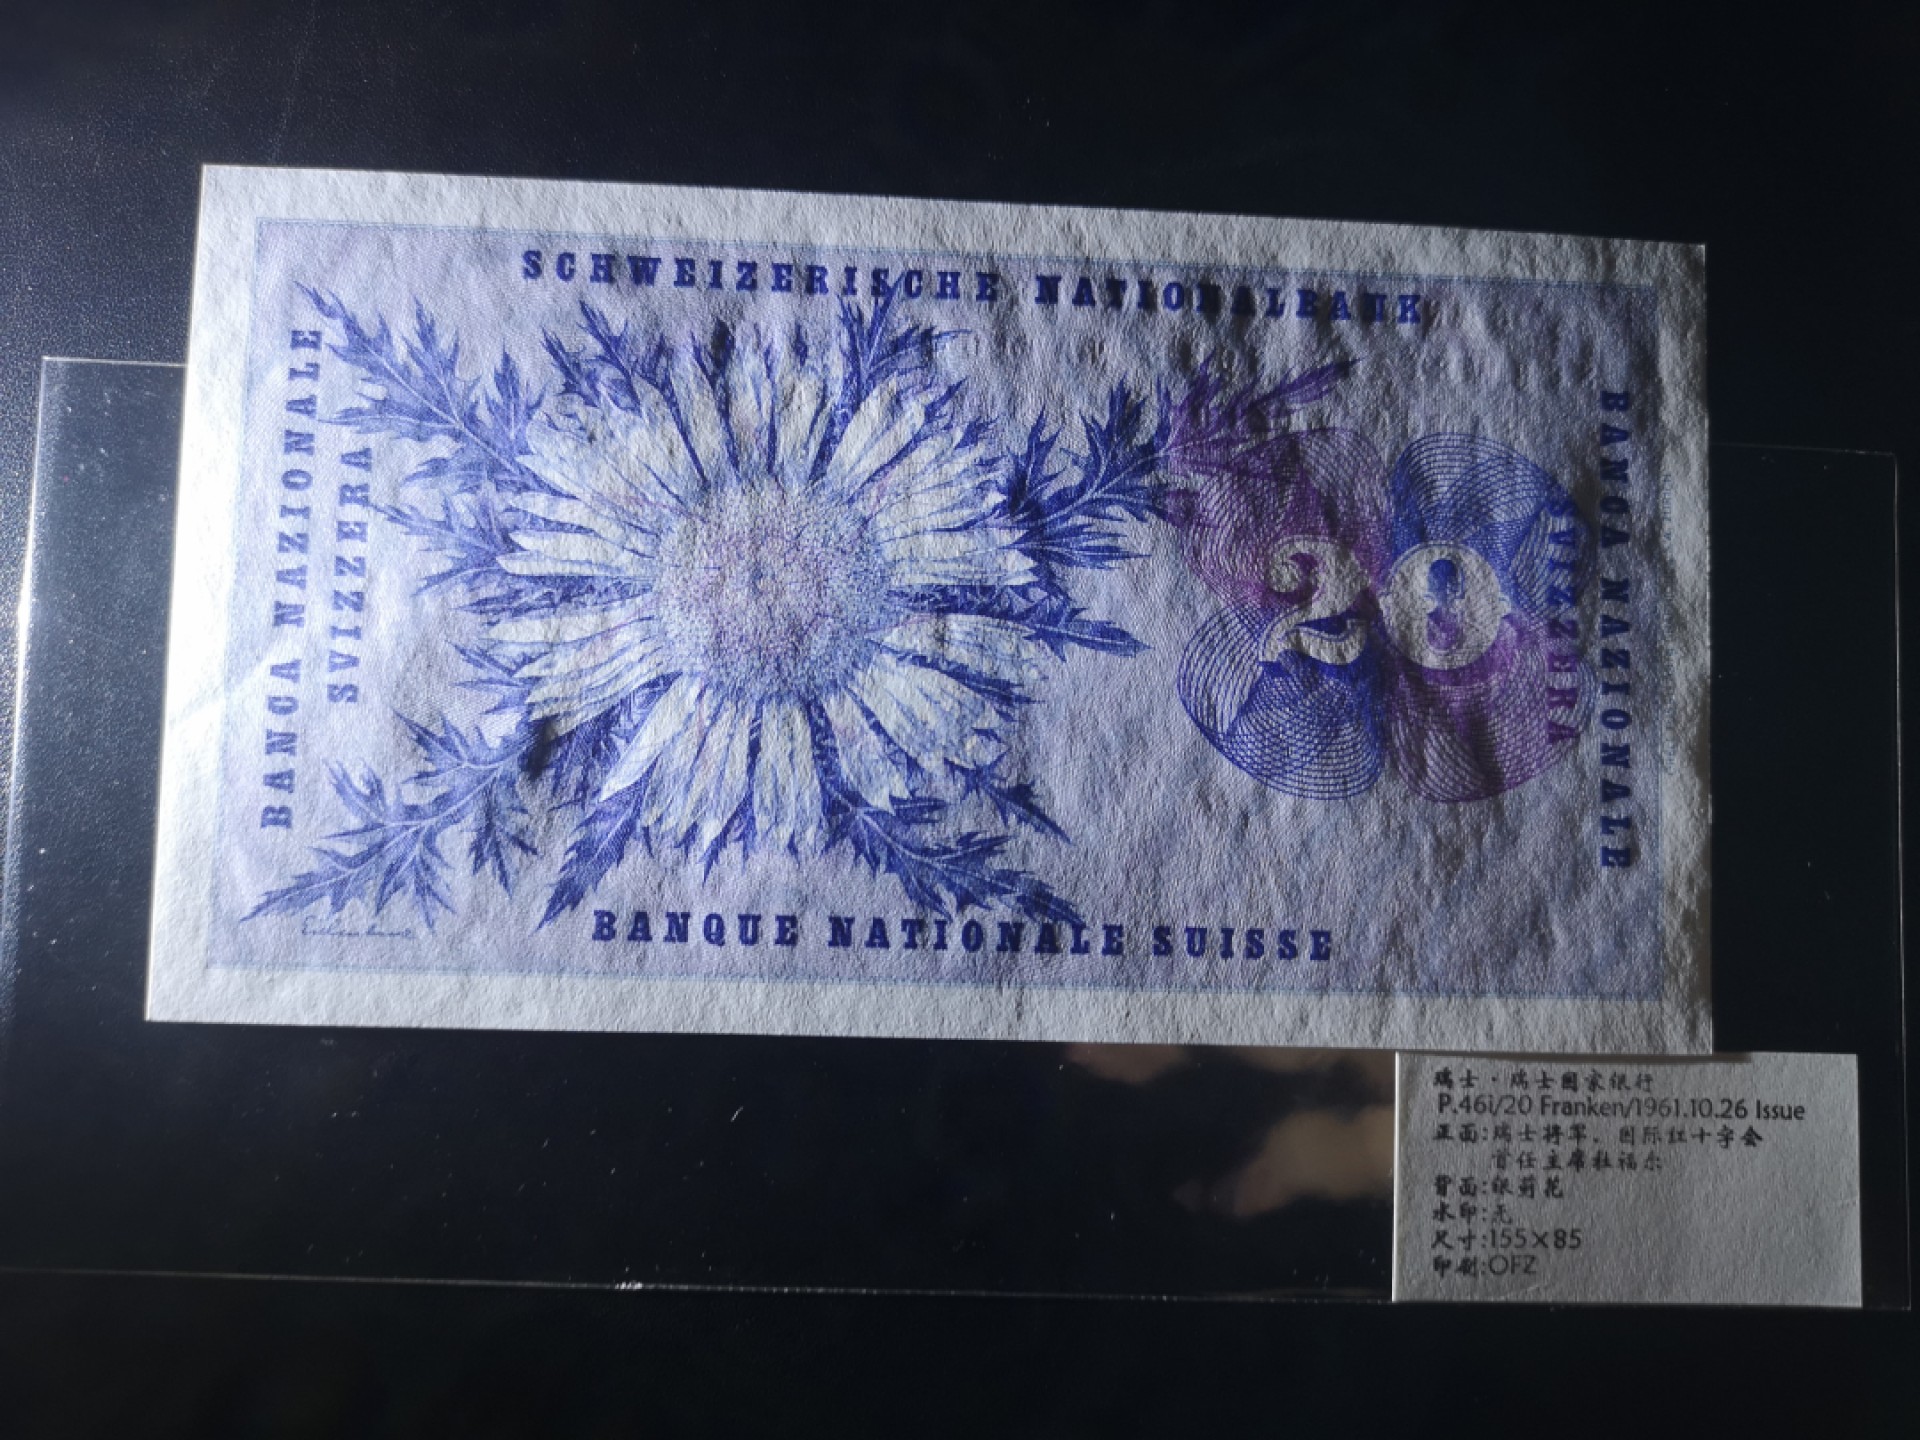 SCHWEIZERISCHE NATIONALBANK
BANCA NAZIONALE
SVIZZERA
20
BANCA NAZIONALE
SVIZZERA
BANQUE NATIONALE SUISSE
瑞士·瑞士国家银行
P.46i/20 Franken/1961.10.26 Issue
正面:瑞士将军、国际红十字会
首任主席杜福尔
背面:银蓟花
水印:无
尺寸:155×85
印刷:OFZ